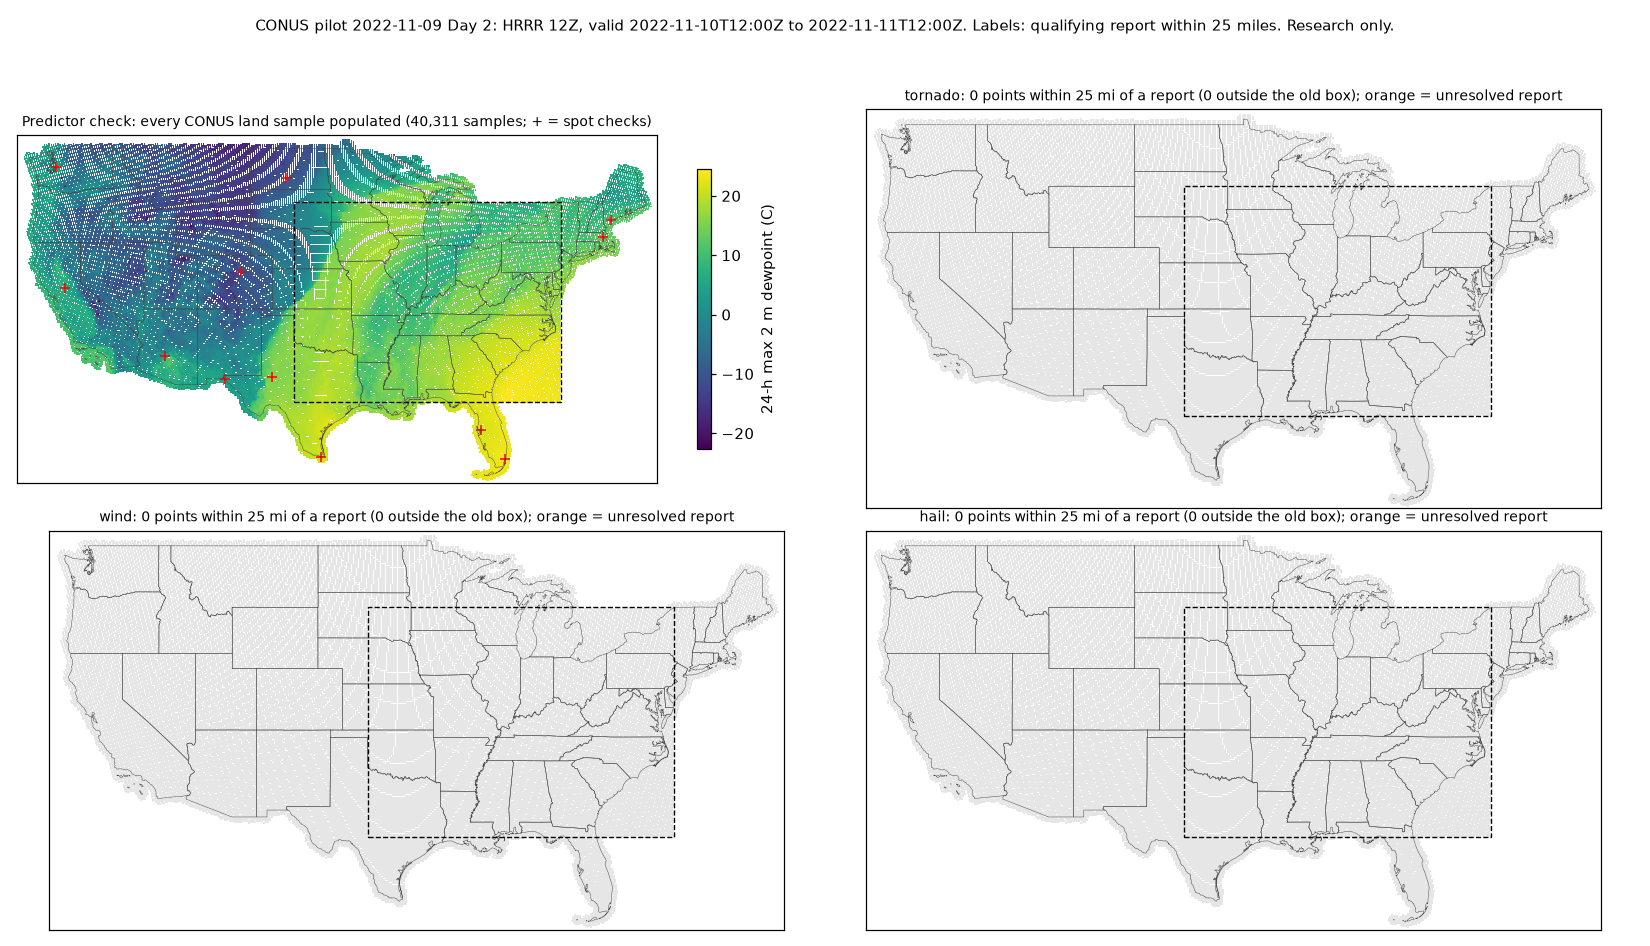 CONUS pilot 2022-11-09 Day 2: HRRR 12Z, valid 2022-11-10T12:00Z to 2022-11-11T12:00Z. Labels: qualifying report within 25 miles. Research only.
Predictor check: every CONUS land sample populated (40,311 samples; + = spot checks)
20
10
0
−10
−20
24-h max 2 m dewpoint (C)
tornado: 0 points within 25 mi of a report (0 outside the old box); orange = unresolved report
wind: 0 points within 25 mi of a report (0 outside the old box); orange = unresolved report
hail: 0 points within 25 mi of a report (0 outside the old box); orange = unresolved report